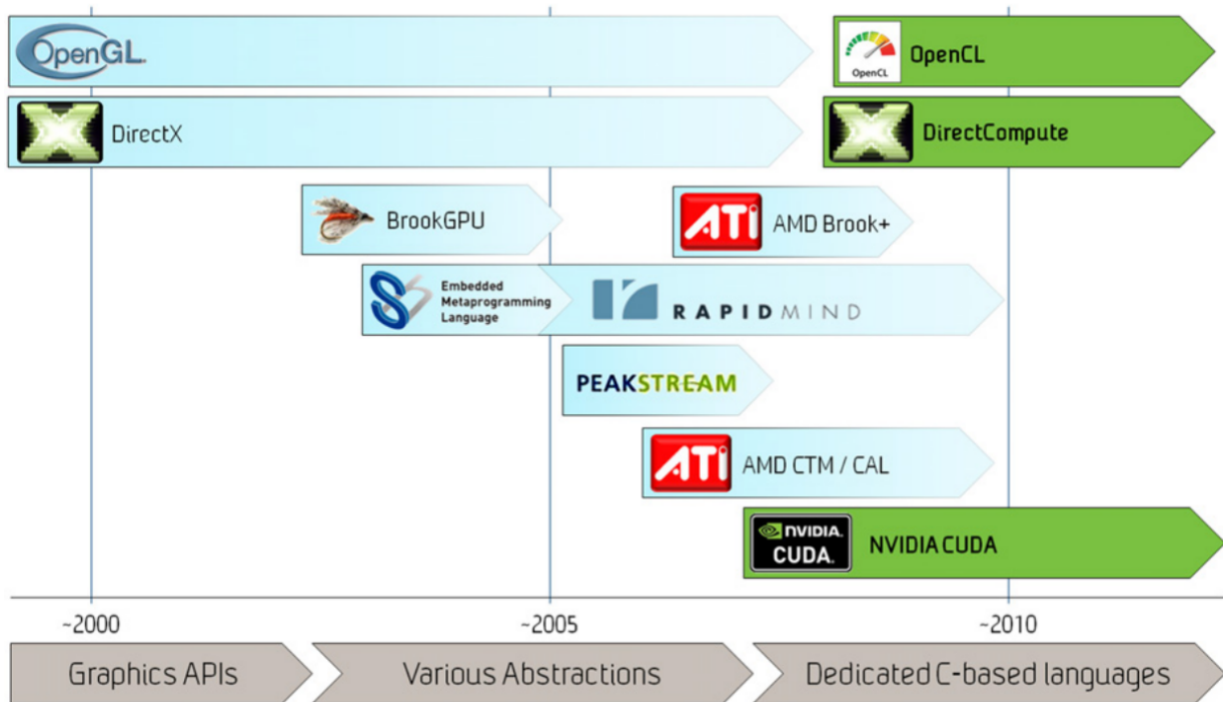 OpenGL.
OpenCL
OpenCL
DirectX
DirectCompute
BrookGPU
ATI
AMD Brook+
Embedded
Metaprogramming
Language
RAPIDMIND
PEAKSTREAM
ATI
AMD CTM / CAL
NVIDIA.
CUDA.
NVIDIA CUDA
~2000
~2005
~2010
Graphics APIs
Various Abstractions
Dedicated C-based languages